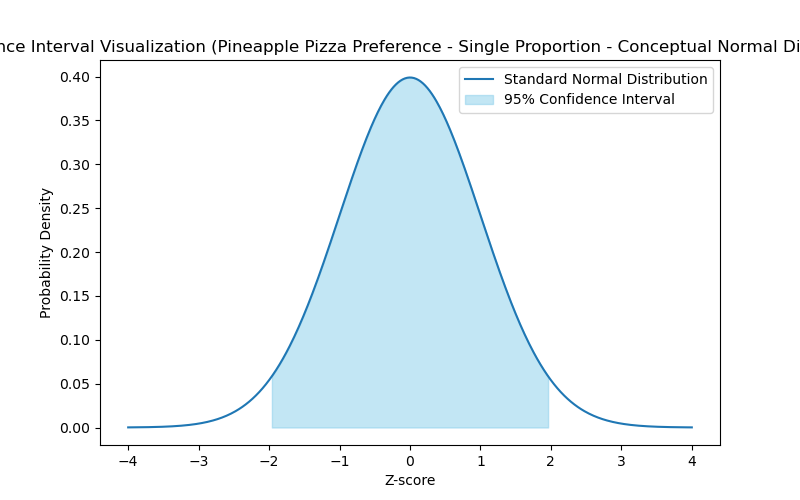 nce Interval Visualization (Pineapple Pizza Preference - Single Proportion - Conceptual Normal Di
Standard Normal Distribution
95% Confidence Interval
0.40
0.35
0.30
0.25
0.20
0.15
0.10
0.05
0.00
Probability Density
−4 −3 −2 −1 0 1 2 3 4
Z-score